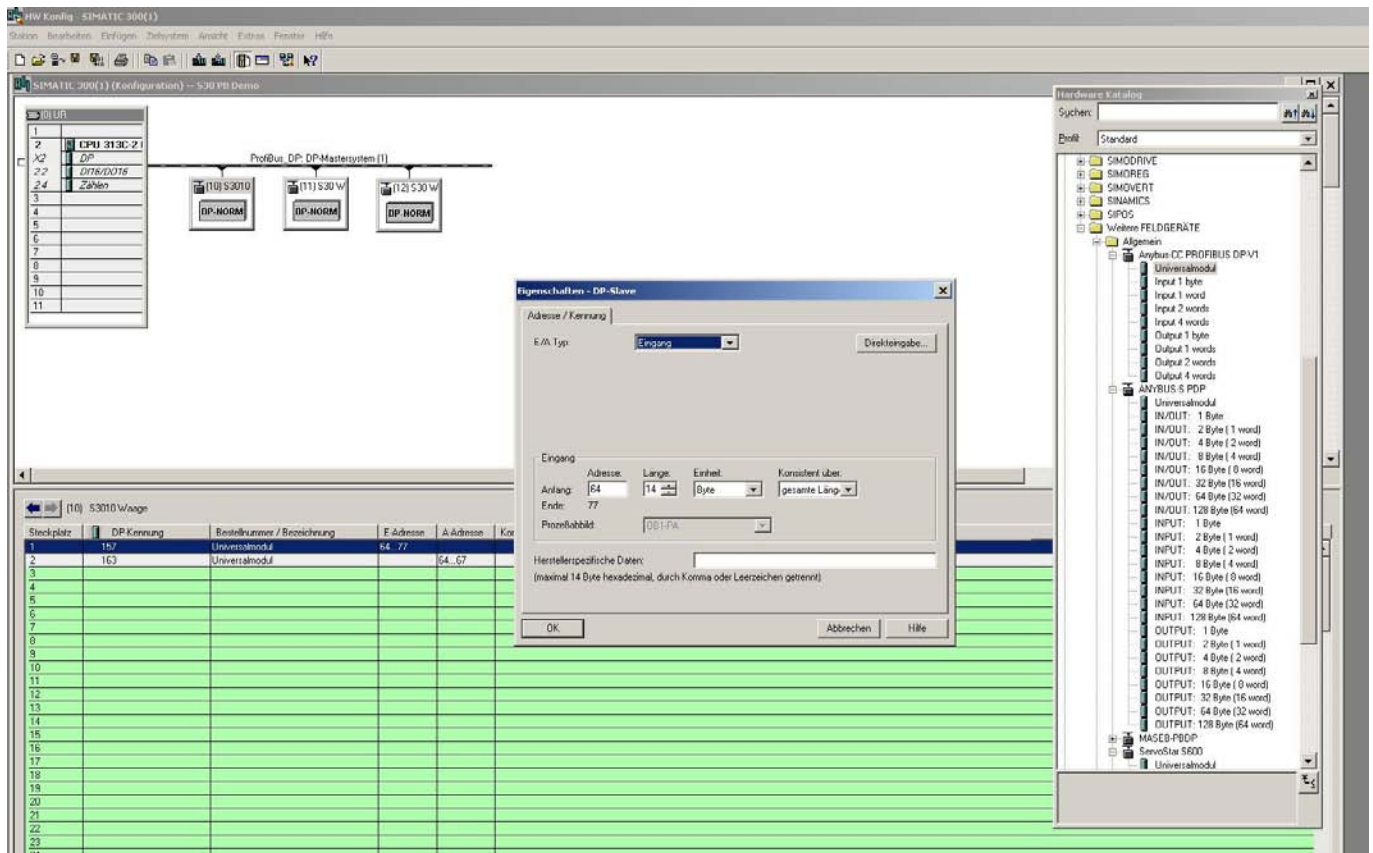 HW Konfig - SIMATIC 300(1)
Station Bearbeiten Einfügen Zielsystem Ansicht Extras Fenster Hilfe
SIMATIC 300(1) (Konfiguration) -- S30 PB Demo
(0) UR
1
2 CPU 313C-2
X2 DP
22 DI16/DO16
24 Zählen
3
4
5
6
7
8
9
10
11
ProfiBus_DP: DP-Mastersystem (1)
(10) S3010
DP-NORM
(11) S30 W
DP-NORM
(12) S30 W
DP-NORM
Eigenschaften - DP-Slave
Adresse / Kennung
E/A Typ: Eingang
Direkteingabe...
Eingang
Adresse: Länge: Einheit: Konsistent über:
Anfang: 64 14 Byte gesamte Läng
Ende: 77
Prozeßabbild: OB1-PA
Herstellerspezifische Daten:
(maximal 14 Byte hexadezimal, durch Komma oder Leerzeichen getrennt)
OK Abbrechen Hilfe
(10) S3010 Waage
Steckplatz DP Kennung Bestellnummer / Bezeichnung E-Adresse A-Adresse Kor
1 157 Universalmodul 64...77
2 163 Universalmodul 64...67
3
4
5
6
7
8
9
10
11
12
13
14
15
16
17
18
19
20
21
22
23
Hardware Katalog
Suchen:
Profil: Standard
SIMODRIVE
SIMOREG
SIMOVERT
SINAMICS
SIPOS
Weitere FELDGERÄTE
Allgemein
Anybus-CC PROFIBUS DP-V1
Universalmodul
Input 1 byte
Input 1 word
Input 2 words
Input 4 words
Output 1 byte
Output 1 words
Output 2 words
Output 4 words
ANYBUS-S PDP
Universalmodul
IN/OUT: 1 Byte
IN/OUT: 2 Byte ( 1 word)
IN/OUT: 4 Byte ( 2 word)
IN/OUT: 8 Byte ( 4 word)
IN/OUT: 16 Byte ( 8 word)
IN/OUT: 32 Byte (16 word)
IN/OUT: 64 Byte (32 word)
IN/OUT: 128 Byte (64 word)
INPUT: 1 Byte
INPUT: 2 Byte ( 1 word)
INPUT: 4 Byte ( 2 word)
INPUT: 8 Byte ( 4 word)
INPUT: 16 Byte ( 8 word)
INPUT: 32 Byte (16 word)
INPUT: 64 Byte (32 word)
INPUT: 128 Byte (64 word)
OUTPUT: 1 Byte
OUTPUT: 2 Byte ( 1 word)
OUTPUT: 4 Byte ( 2 word)
OUTPUT: 8 Byte ( 4 word)
OUTPUT: 16 Byte ( 8 word)
OUTPUT: 32 Byte (16 word)
OUTPUT: 64 Byte (32 word)
OUTPUT: 128 Byte (64 word)
MASEB-PBDP
ServoStar S600
Universalmodul